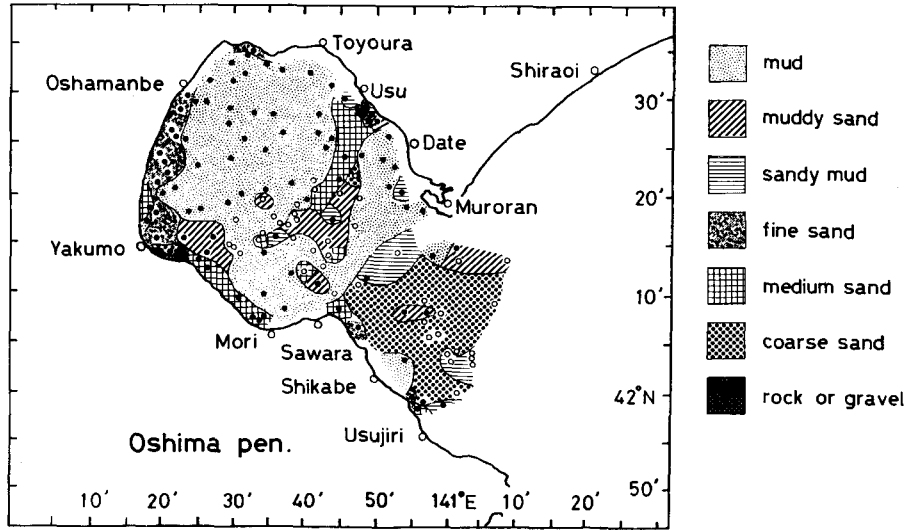 Toyoura
Oshamanbe
Usu
Shiraoi
Date
Muroran
Yakumo
Mori
Sawara
Shikabe
Usujiri
Oshima pen.
30′
20′
10′
42°N
50′
10′ 20′ 30′ 40′ 50′ 141°E 10′ 20′
mud
muddy sand
sandy mud
fine sand
medium sand
coarse sand
rock or gravel